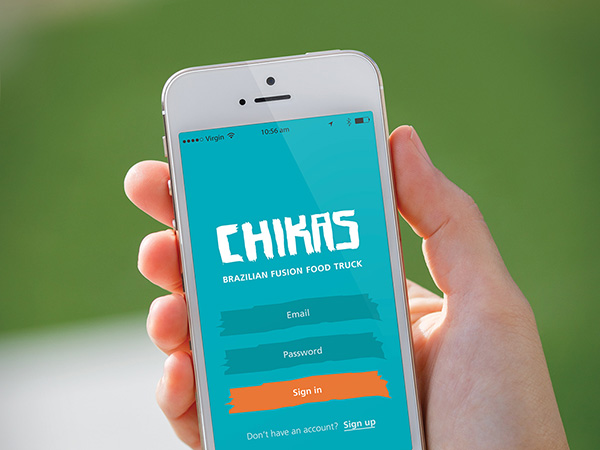 Virgin 10:56 am
CHIKAS
BRAZILIAN FUSION FOOD TRUCK
Email
Password
Sign in
Don't have an account? Sign up